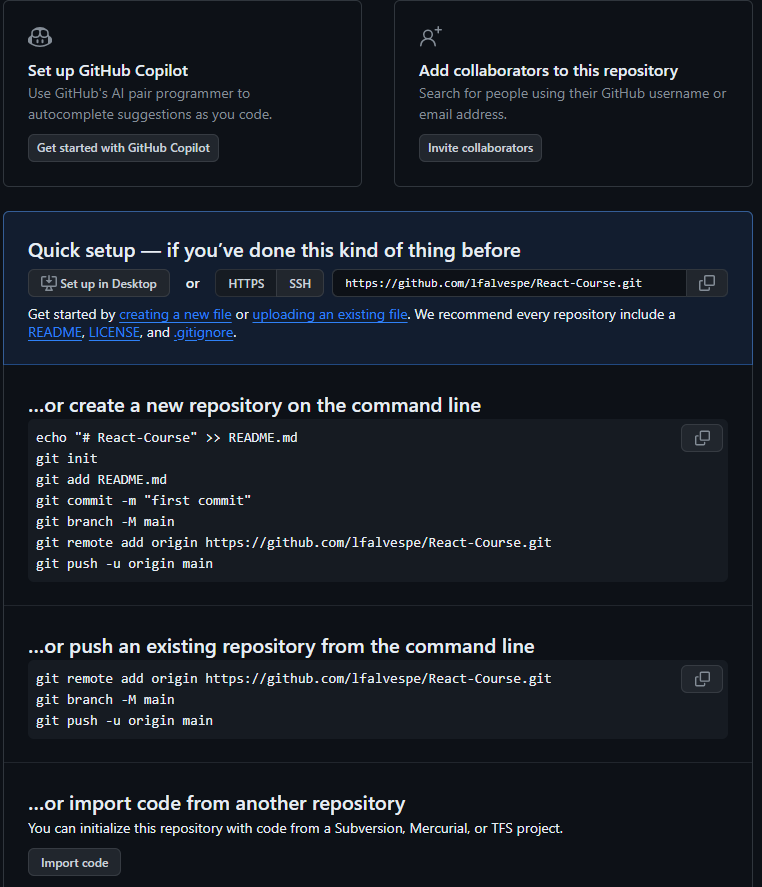 Set up GitHub Copilot
Use GitHub's AI pair programmer to
autocomplete suggestions as you code.
Get started with GitHub Copilot
Add collaborators to this repository
Search for people using their GitHub username or
email address.
Invite collaborators
Quick setup — if you’ve done this kind of thing before
Set up in Desktop or HTTPS SSH https://github.com/lfalvespe/React-Course.git
Get started by creating a new file or uploading an existing file. We recommend every repository include a
README, LICENSE, and .gitignore.
…or create a new repository on the command line
echo "# React-Course" >> README.md
git init
git add README.md
git commit -m "first commit"
git branch -M main
git remote add origin https://github.com/lfalvespe/React-Course.git
git push -u origin main
…or push an existing repository from the command line
git remote add origin https://github.com/lfalvespe/React-Course.git
git branch -M main
git push -u origin main
…or import code from another repository
You can initialize this repository with code from a Subversion, Mercurial, or TFS project.
Import code